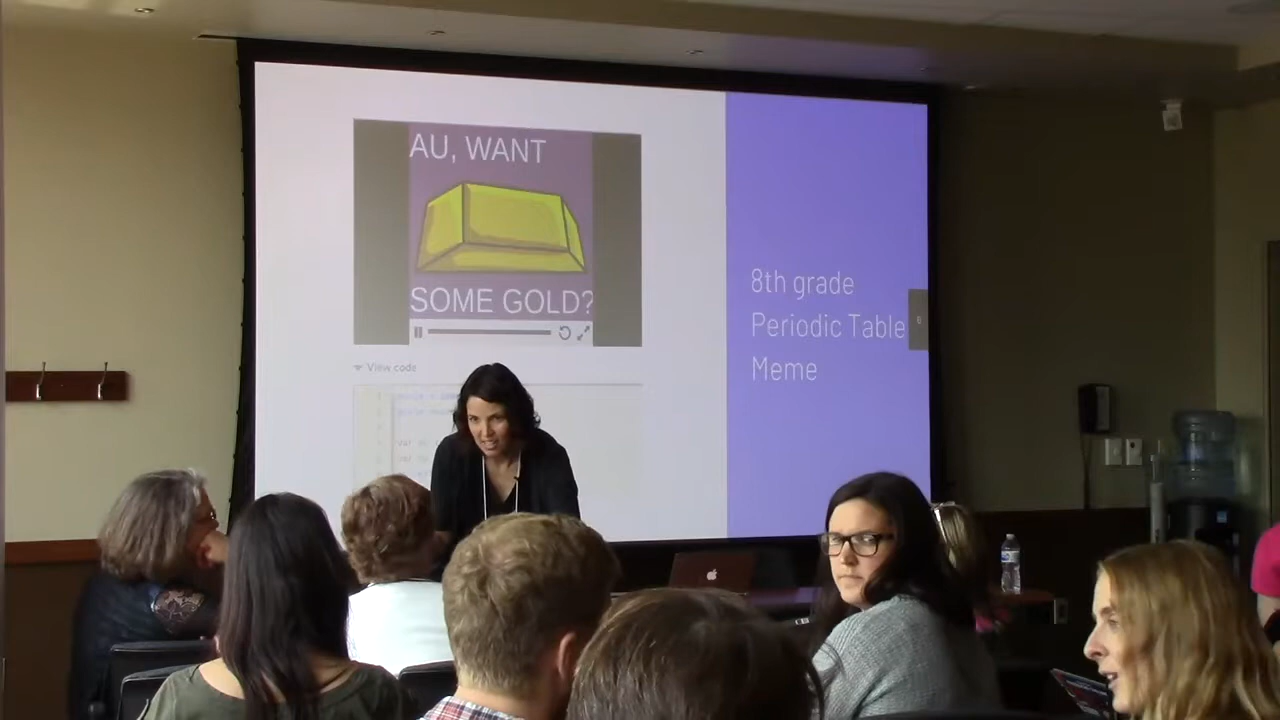 AU, WANT
SOME GOLD?
View code
8th grade
Periodic Table
Meme